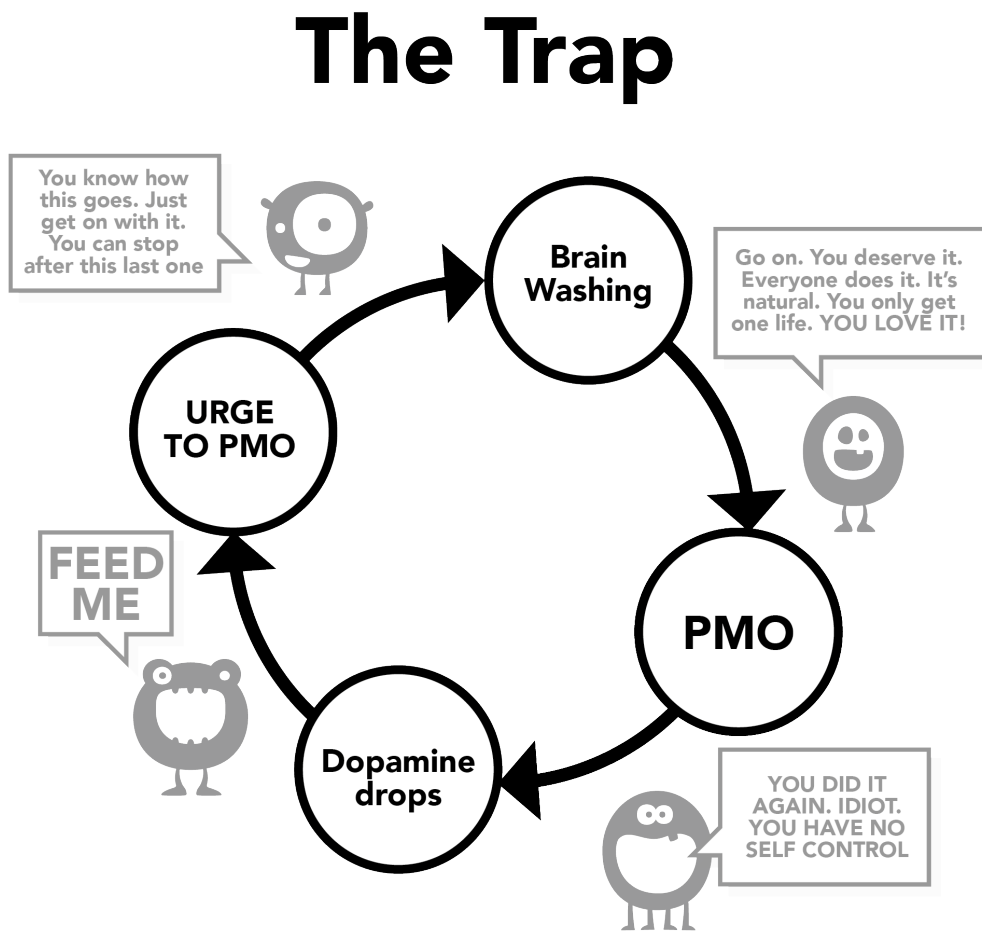 The Trap
You know how
this goes. Just
get on with it.
You can stop
after this last one
Brain
Washing
Go on. You deserve it.
Everyone does it. It's
natural. You only get
one life. YOU LOVE IT!
URGE
TO PMO
FEED
ME
PMO
Dopamine
drops
YOU DID IT
AGAIN. IDIOT.
YOU HAVE NO
SELF CONTROL